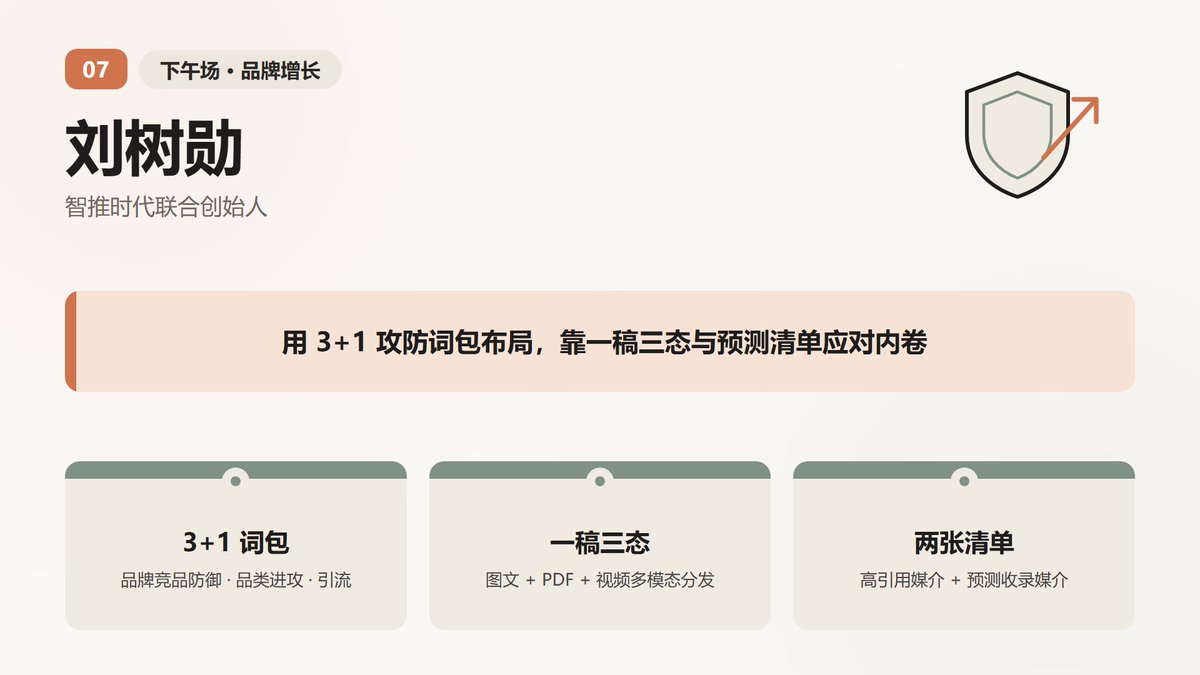 07
下午场·品牌增长
刘树勋
智推时代联合创始人
用 3+1 攻防词包布局，靠一稿三态与预测清单应对内卷
3+1 词包
品牌竞品防御 · 品类进攻 · 引流
一稿三态
图文 + PDF + 视频多模态分发
两张清单
高引用媒介 + 预测收录媒介